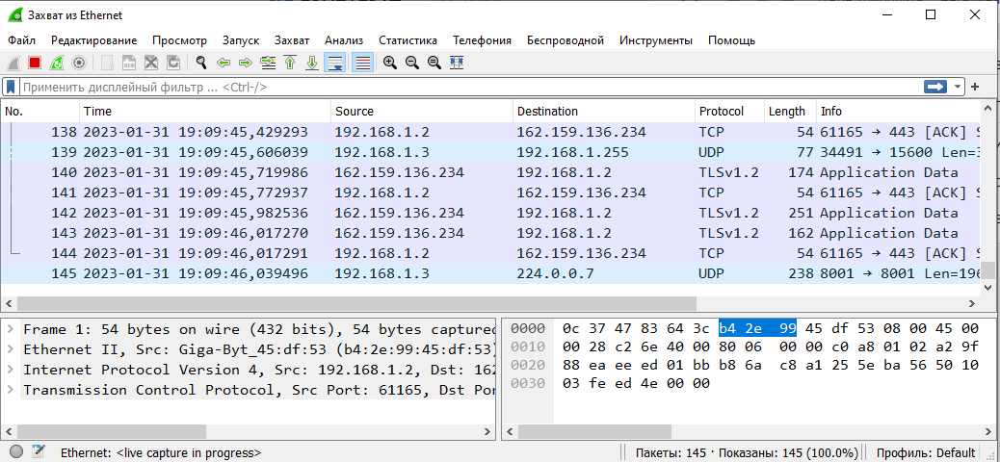 Захват из Ethernet
Файл Редактирование Просмотр Запуск Захват Анализ Статистика Телефония Беспроводной Инструменты Помощь
Применить дисплейный фильтр ... <Ctrl-/>
No. Time Source Destination Protocol Length Info
138 2023-01-31 19:09:45,429293 192.168.1.2 162.159.136.234 TCP 54 61165 → 443 [ACK] S
139 2023-01-31 19:09:45,606039 192.168.1.3 192.168.1.255 UDP 77 34491 → 15600 Len=3
140 2023-01-31 19:09:45,719986 162.159.136.234 192.168.1.2 TLSv1.2 174 Application Data
141 2023-01-31 19:09:45,772937 192.168.1.2 162.159.136.234 TCP 54 61165 → 443 [ACK] S
142 2023-01-31 19:09:45,982536 162.159.136.234 192.168.1.2 TLSv1.2 251 Application Data
143 2023-01-31 19:09:46,017270 162.159.136.234 192.168.1.2 TLSv1.2 162 Application Data
144 2023-01-31 19:09:46,017291 192.168.1.2 162.159.136.234 TCP 54 61165 → 443 [ACK] S
145 2023-01-31 19:09:46,039496 192.168.1.3 224.0.0.7 UDP 238 8001 → 8001 Len=196
Frame 1: 54 bytes on wire (432 bits), 54 bytes captured
Ethernet II, Src: Giga-Byt_45:df:53 (b4:2e:99:45:df:53)
Internet Protocol Version 4, Src: 192.168.1.2, Dst: 162
Transmission Control Protocol, Src Port: 61165, Dst Por
0000 0c 37 47 83 64 3c b4 2e 99 45 df 53 08 00 45 00
0010 00 28 c2 6e 40 00 80 06 00 00 c0 a8 01 02 a2 9f
0020 88 ea ee ed 01 bb b8 6a c8 a1 25 5e ba 56 50 10
0030 03 fe ed 4e 00 00
Ethernet: <live capture in progress>
Пакеты: 145 · Показаны: 145 (100.0%)
Профиль: Default